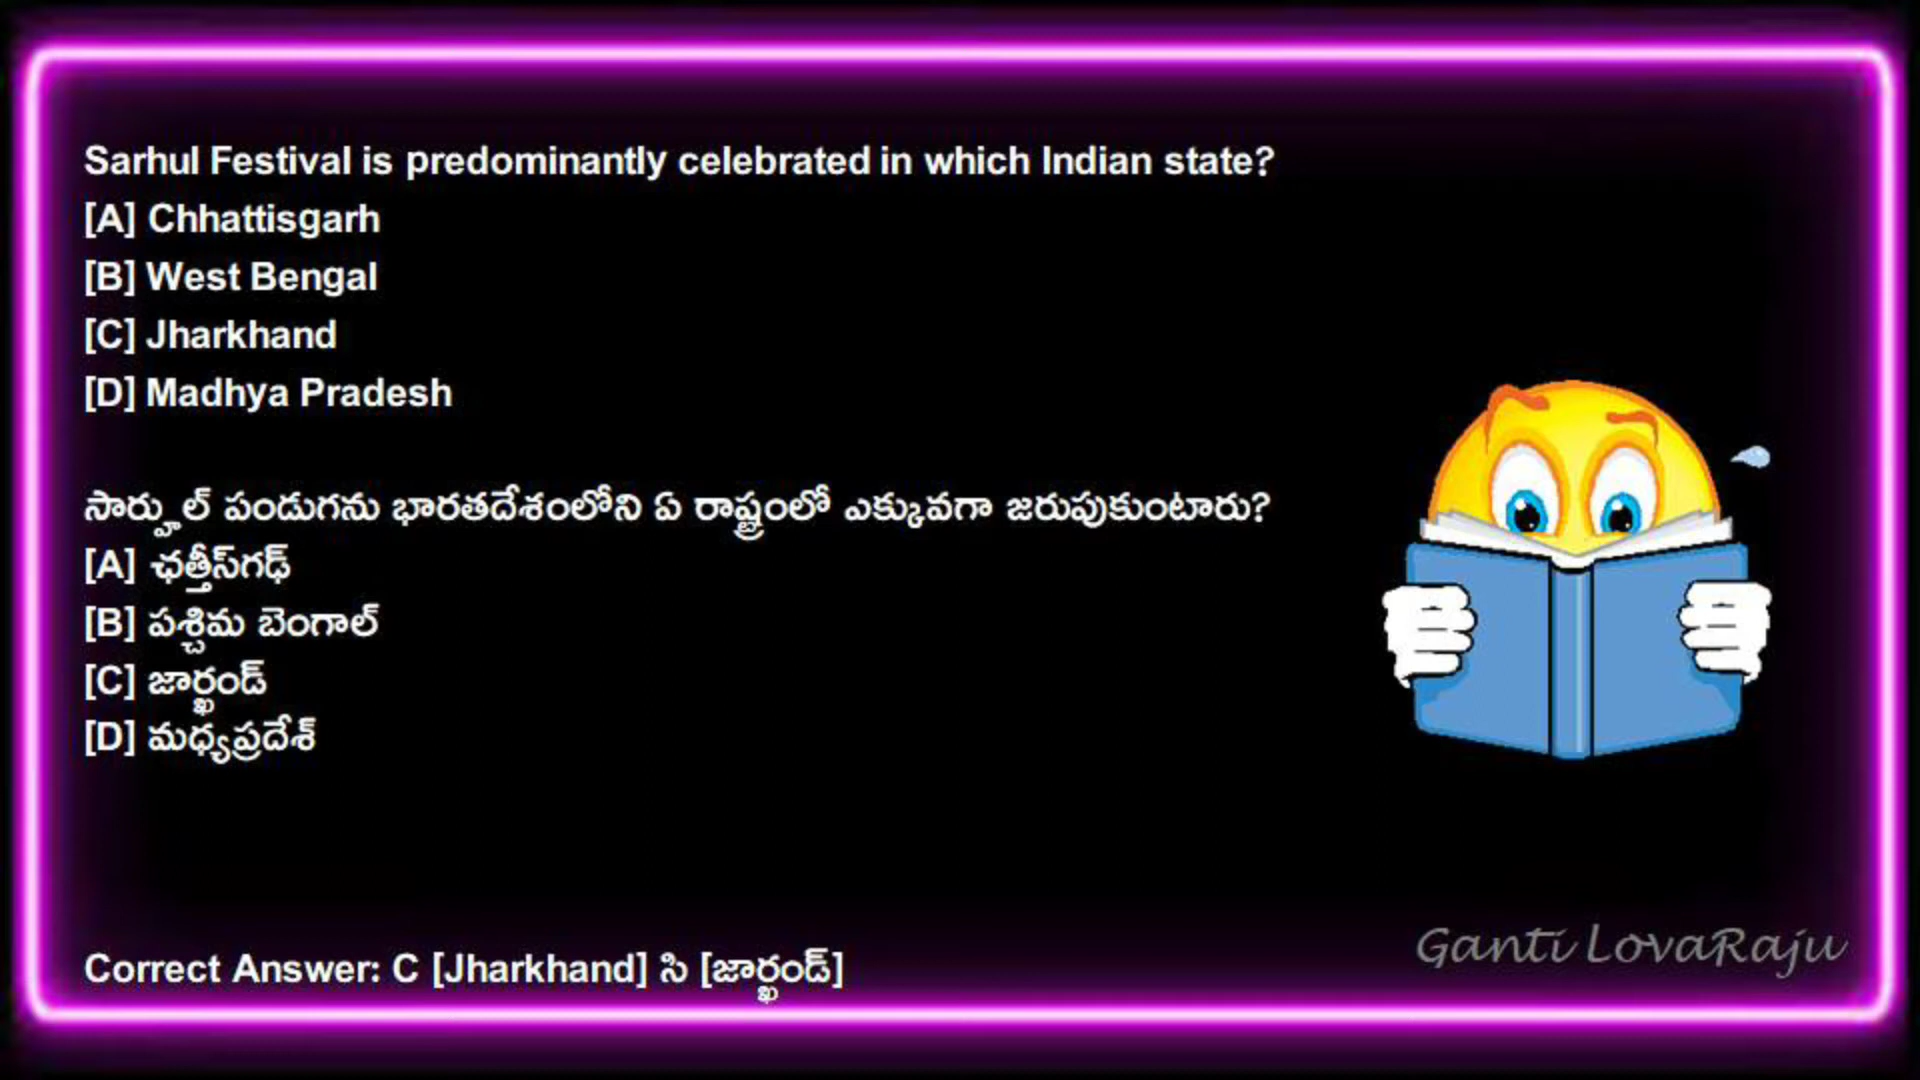 Sarhul Festival is predominantly celebrated in which Indian state?
[A] Chhattisgarh
[B] West Bengal
[C] Jharkhand
[D] Madhya Pradesh
సార్హుల్ పండుగను భారతదేశంలోని ఏ రాష్ట్రంలో ఎక్కువగా జరుపుకుంటారు?
[A] ఛత్తీస్‌గఢ్
[B] పశ్చిమ బెంగాల్
[C] జార్ఖండ్
[D] మధ్యప్రదేశ్
Correct Answer: C [Jharkhand] సి [జార్ఖండ్]
Ganti LovaRaju